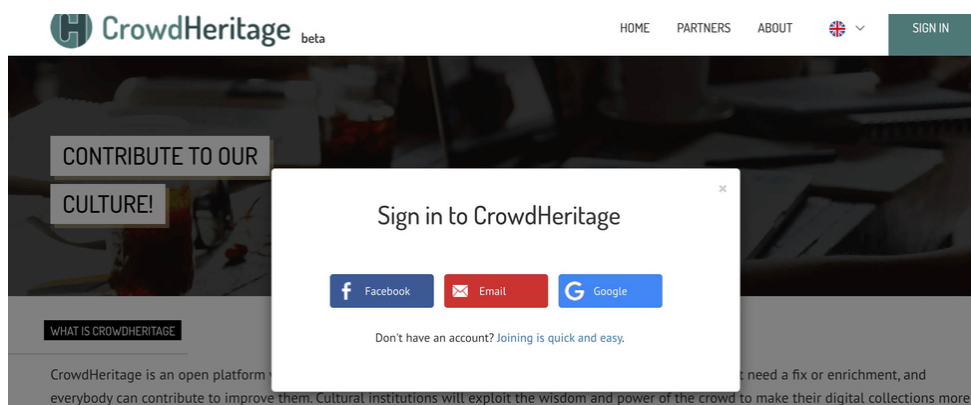 CrowdHeritage beta
HOME PARTNERS ABOUT SIGN IN
CONTRIBUTE TO OUR
CULTURE!
×
Sign in to CrowdHeritage
Facebook Email Google
Don't have an account? Joining is quick and easy.
WHAT IS CROWDHERITAGE
CrowdHeritage is an open platform t need a fix or enrichment, and
everybody can contribute to improve them. Cultural institutions will exploit the wisdom and power of the crowd to make their digital collections more